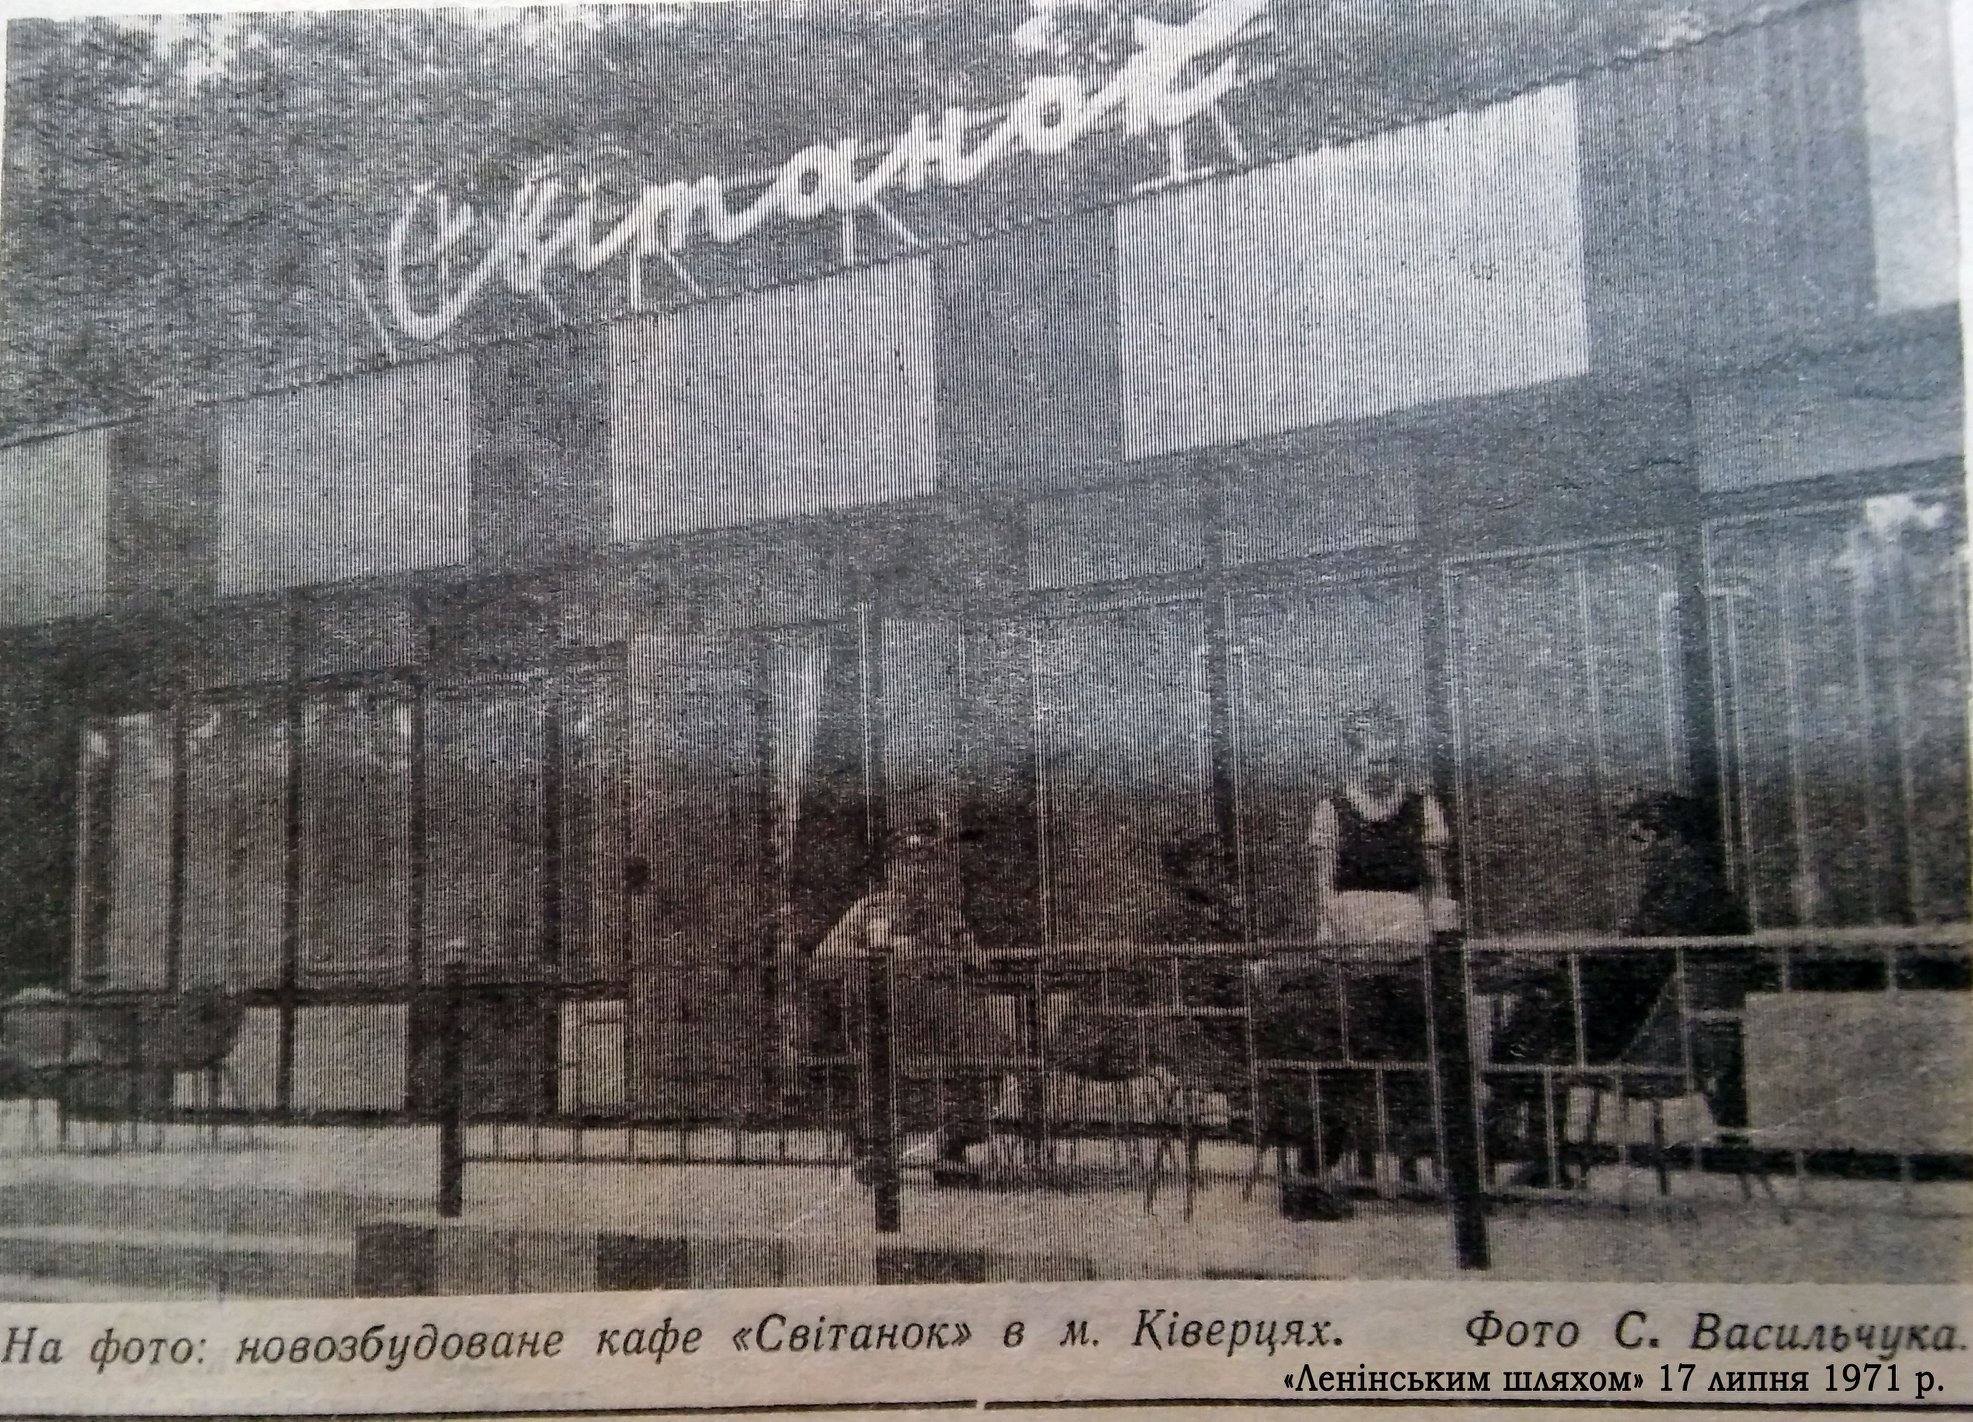 Світанок
На фото: новозбудоване кафе «Світанок» в м. Ківерцях. Фото С. Васильчука.
«Ленінським шляхом» 17 липня 1971 р.